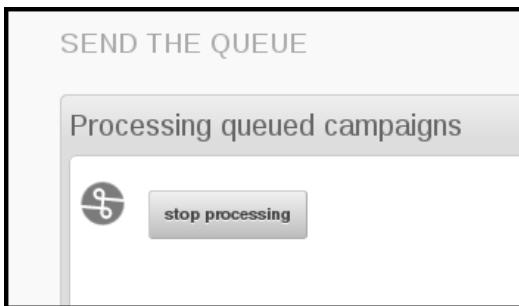 SEND THE QUEUE
Processing queued campaigns
stop processing